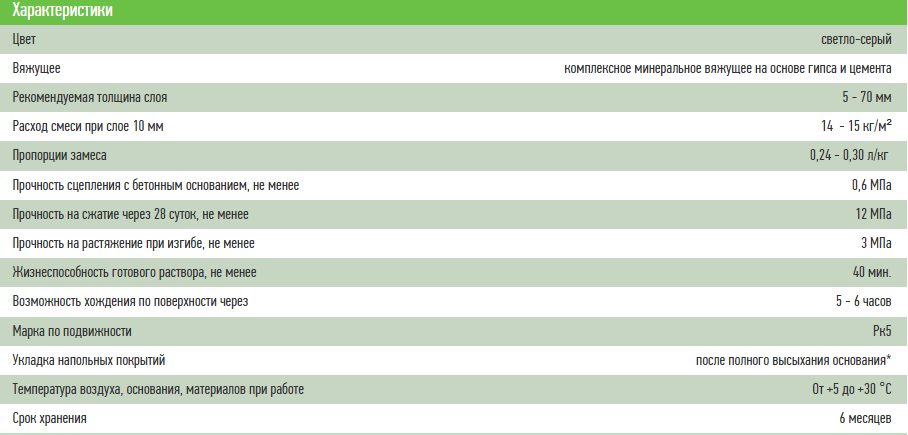 Характеристики
Цвет светло-серый
Вяжущее комплексное минеральное вяжущее на основе гипса и цемента
Рекомендуемая толщина слоя 5 - 70 мм
Расход смеси при слое 10 мм 14 - 15 кг/м²
Пропорции замеса 0,24 - 0,30 л/кг
Прочность сцепления с бетонным основанием, не менее 0,6 МПа
Прочность на сжатие через 28 суток, не менее 12 МПа
Прочность на растяжение при изгибе, не менее 3 МПа
Жизнеспособность готового раствора, не менее 40 мин.
Возможность хождения по поверхности через 5 - 6 часов
Марка по подвижности Рк5
Укладка напольных покрытий после полного высыхания основания*
Температура воздуха, основания, материалов при работе От +5 до +30 °С
Срок хранения 6 месяцев